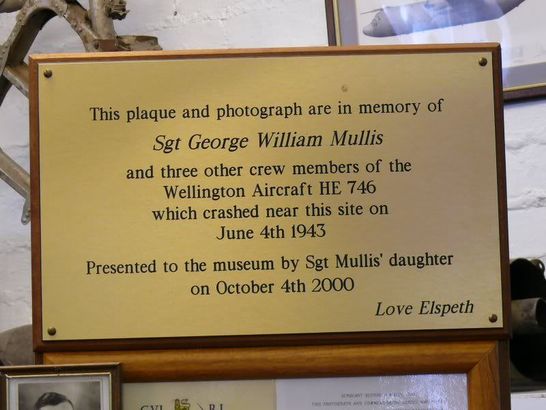 This plaque and photograph are in memory of
Sgt George William Mullis
and three other crew members of the
Wellington Aircraft HE 746
which crashed near this site on
June 4th 1943
Presented to the museum by Sgt Mullis' daughter
on October 4th 2000
Love Elspeth